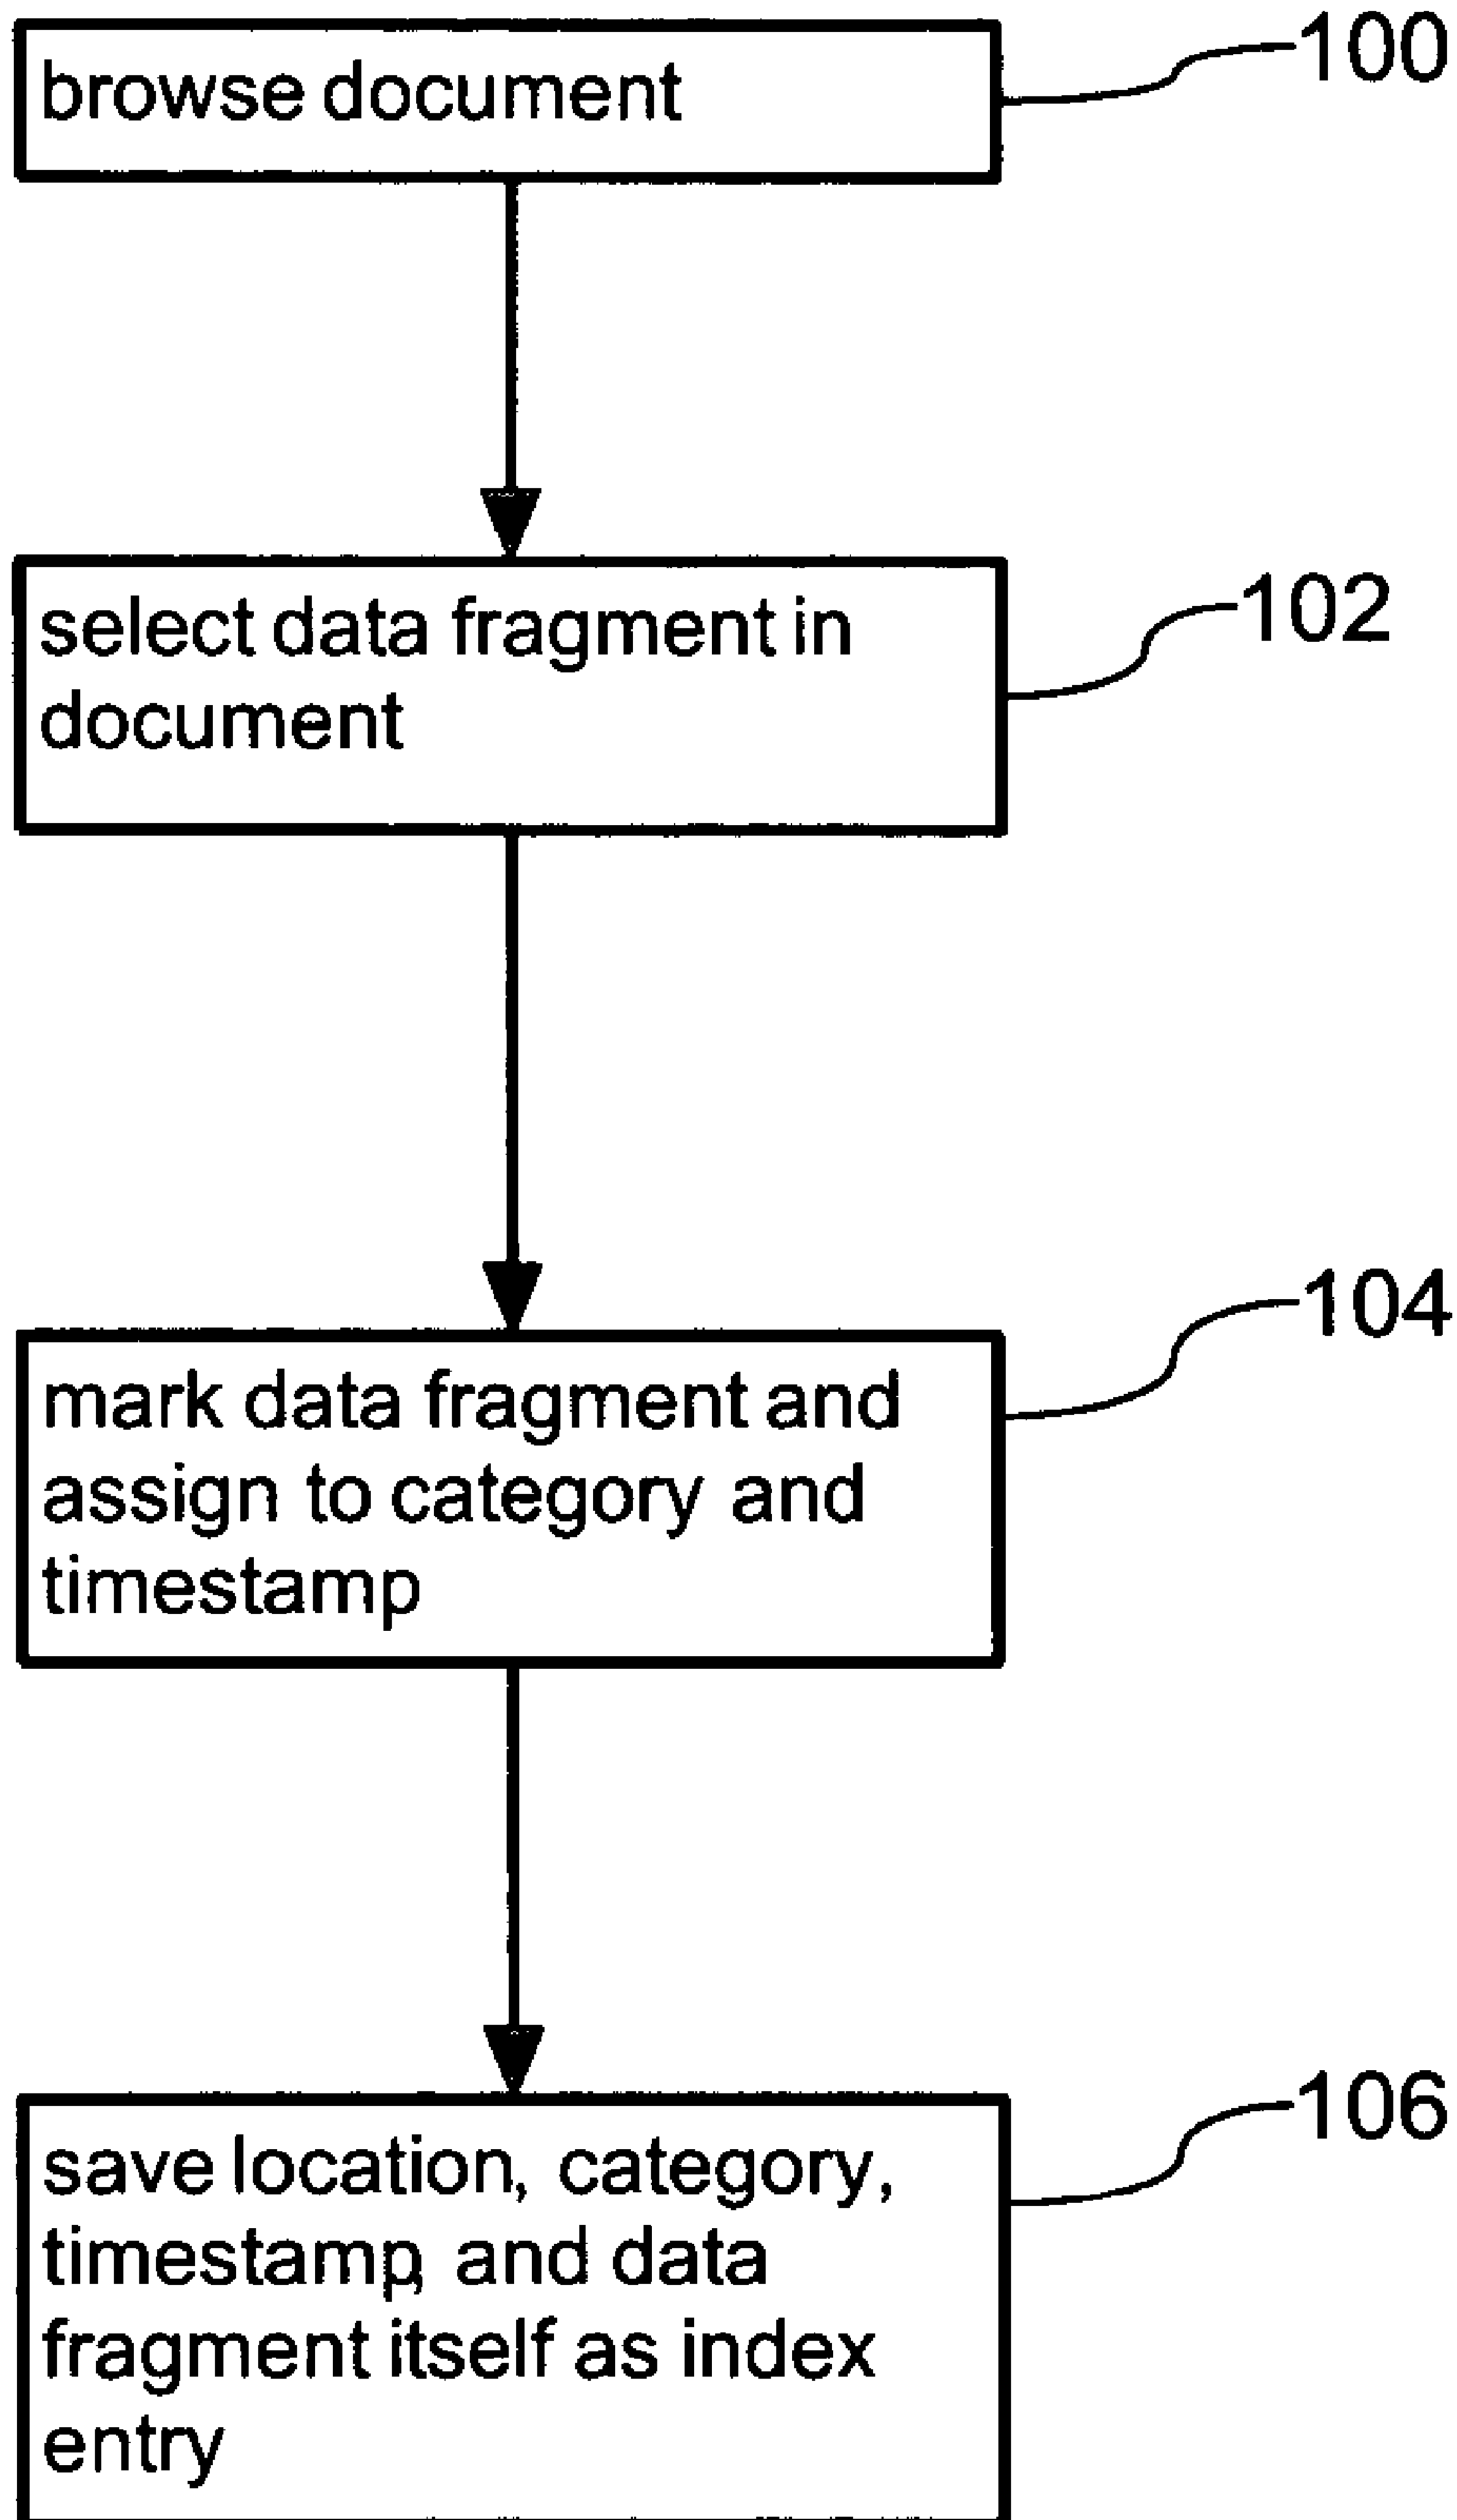 browse document
100
select data fragment in
document
102
mark data fragment and
assign to category and
timestamp
104
save location, category,
timestamp and data
fragment itself as index
entry
106